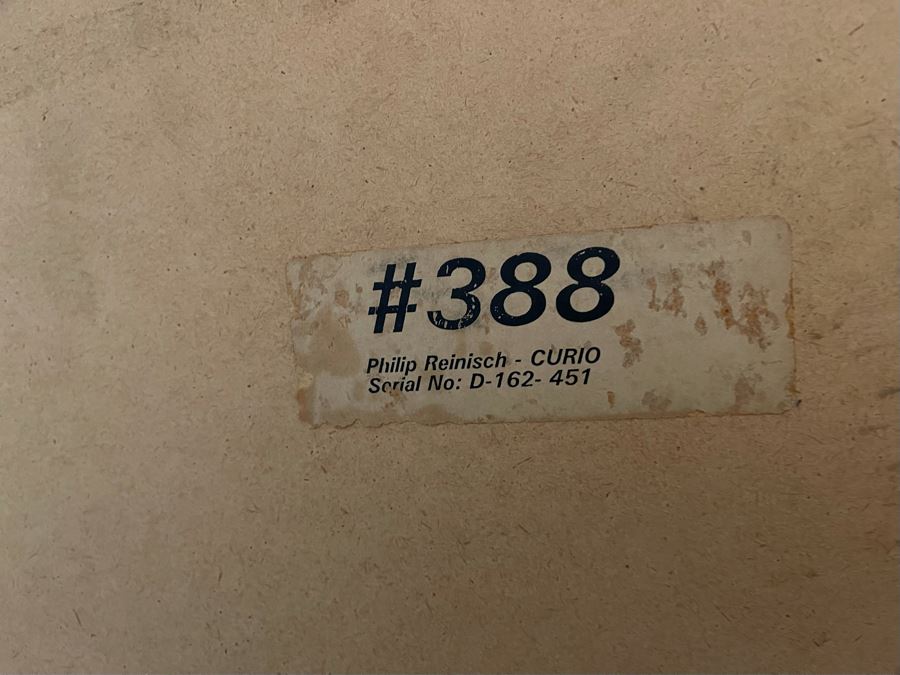 #388
Philip Reinisch - CURIO
Serial No: D-162- 451